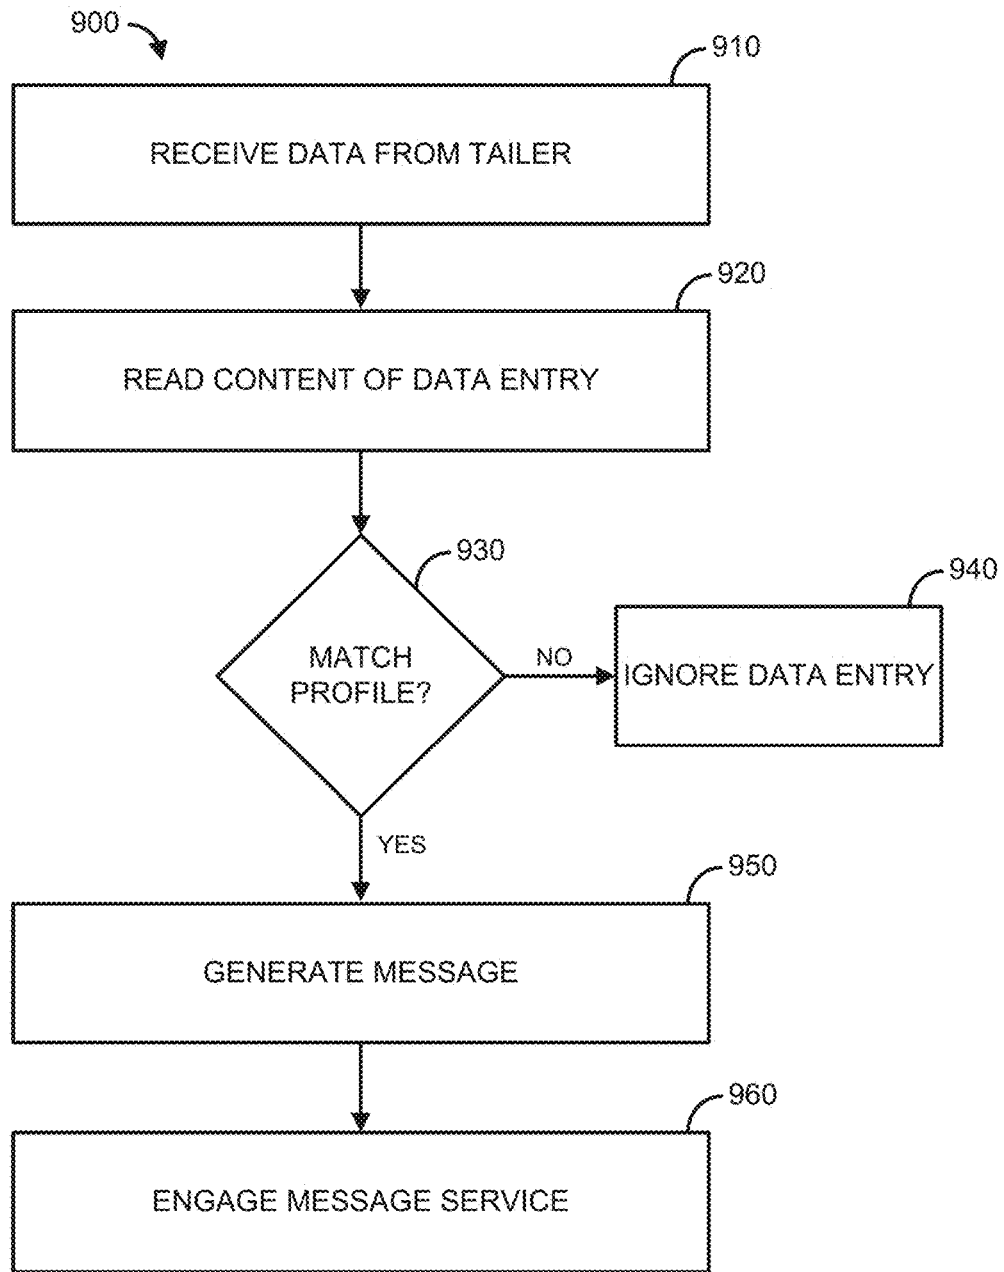 900
910
RECEIVE DATA FROM TAILER
920
READ CONTENT OF DATA ENTRY
930
MATCH
PROFILE?
NO
940
IGNORE DATA ENTRY
YES
950
GENERATE MESSAGE
960
ENGAGE MESSAGE SERVICE